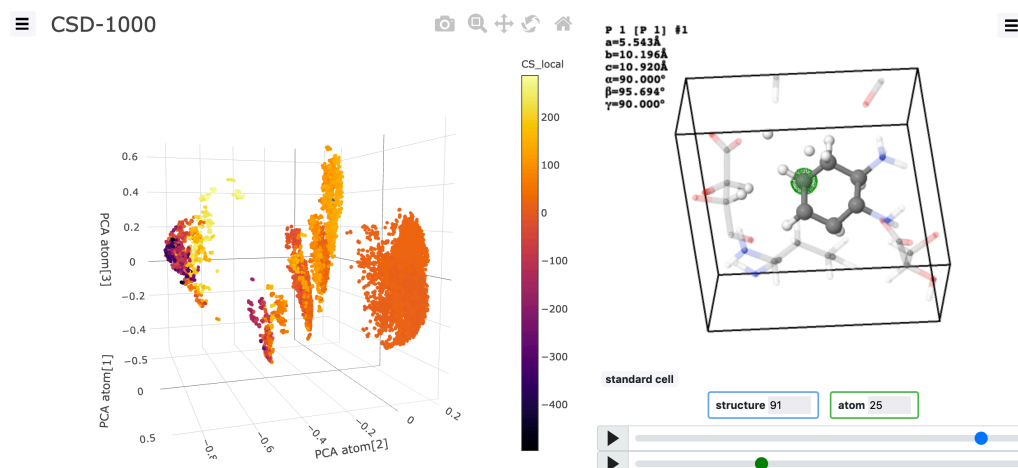 CSD-1000
CS_local
200
100
0
−100
−200
−300
−400
0.6
0.4
0.2
0
−0.2
−0.4
PCA atom[3]
−0.5
0
0.5
PCA atom[1]
−0.8
−0.6
−0.4
−0.2
0
0.2
PCA atom[2]
P 1 [P 1] #1
a=5.543Å
b=10.196Å
c=10.920Å
α=90.000°
β=95.694°
γ=90.000°
standard cell
structure 91
atom 25